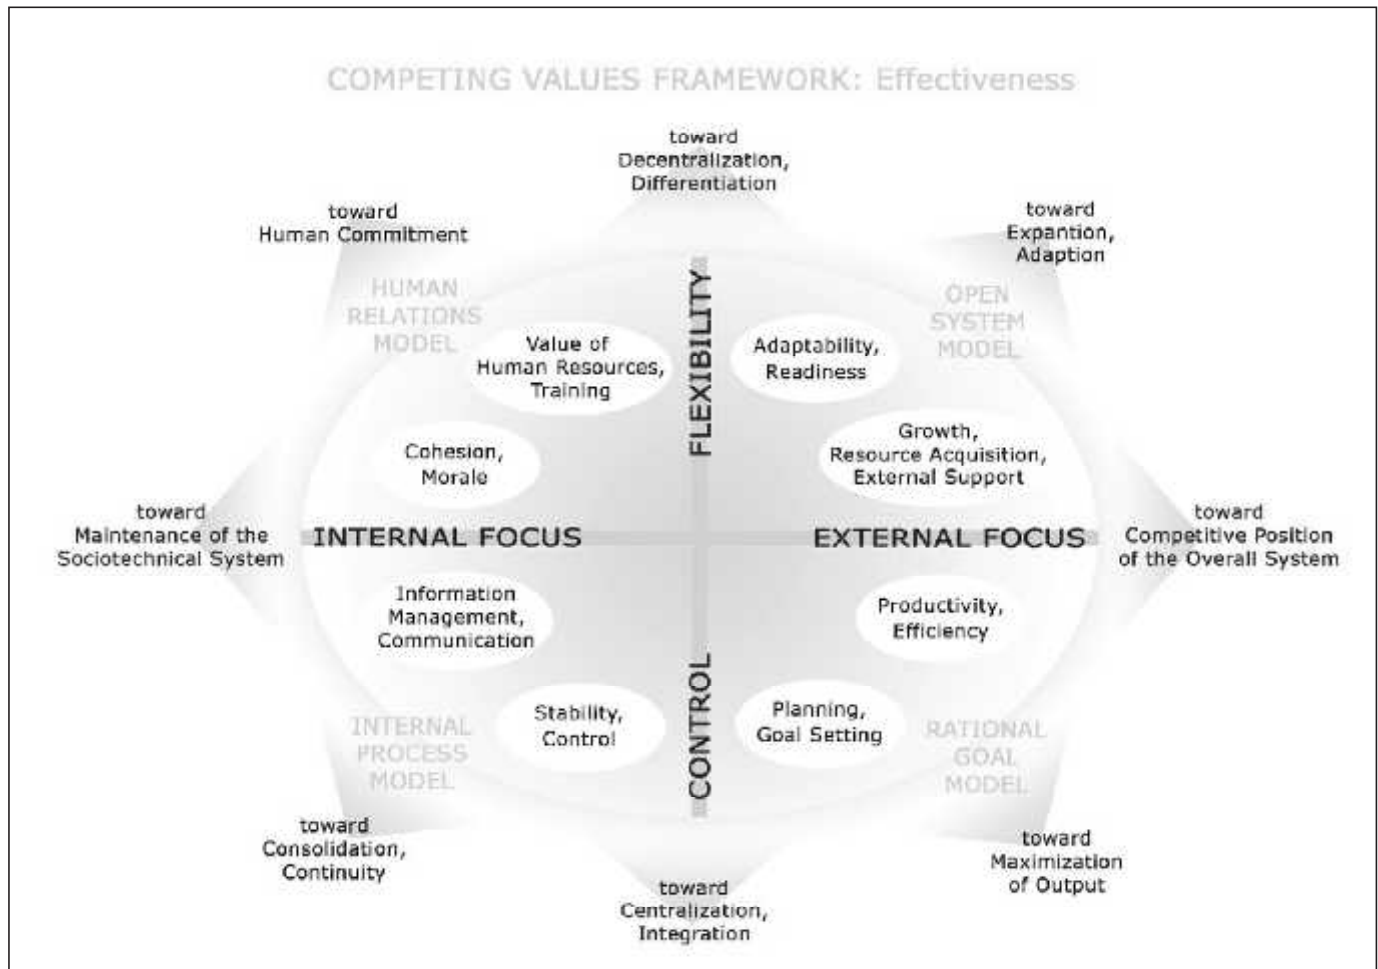 COMPETING VALUES FRAMEWORK: Effectiveness
toward
Decentralization,
Differentiation
toward
Human Commitment
toward
Expantion,
Adaption
HUMAN
RELATIONS
MODEL
OPEN
SYSTEM
MODEL
FLEXIBILITY
Value of
Human Resources,
Training
Adaptability,
Readiness
Cohesion,
Morale
Growth,
Resource Acquisition,
External Support
toward
Maintenance of the
Sociotechnical System
INTERNAL FOCUS
EXTERNAL FOCUS
toward
Competitive Position
of the Overall System
Information
Management,
Communication
Productivity,
Efficiency
CONTROL
Stability,
Control
Planning,
Goal Setting
INTERNAL
PROCESS
MODEL
RATIONAL
GOAL
MODEL
toward
Consolidation,
Continuity
toward
Maximization
of Output
toward
Centralization,
Integration